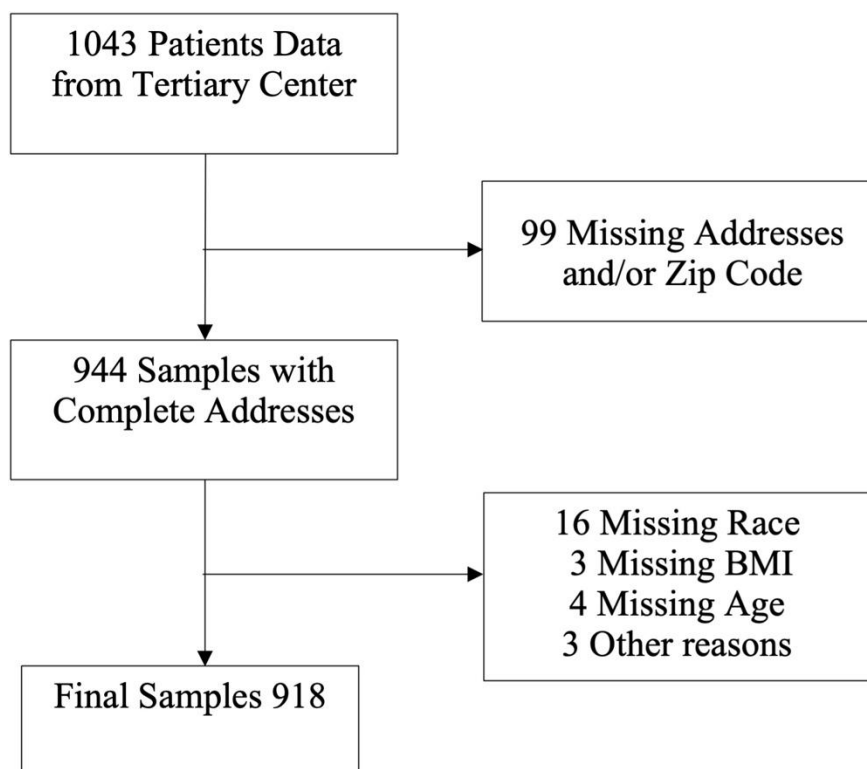 1043 Patients Data
from Tertiary Center
99 Missing Addresses
and/or Zip Code
944 Samples with
Complete Addresses
16 Missing Race
3 Missing BMI
4 Missing Age
3 Other reasons
Final Samples 918